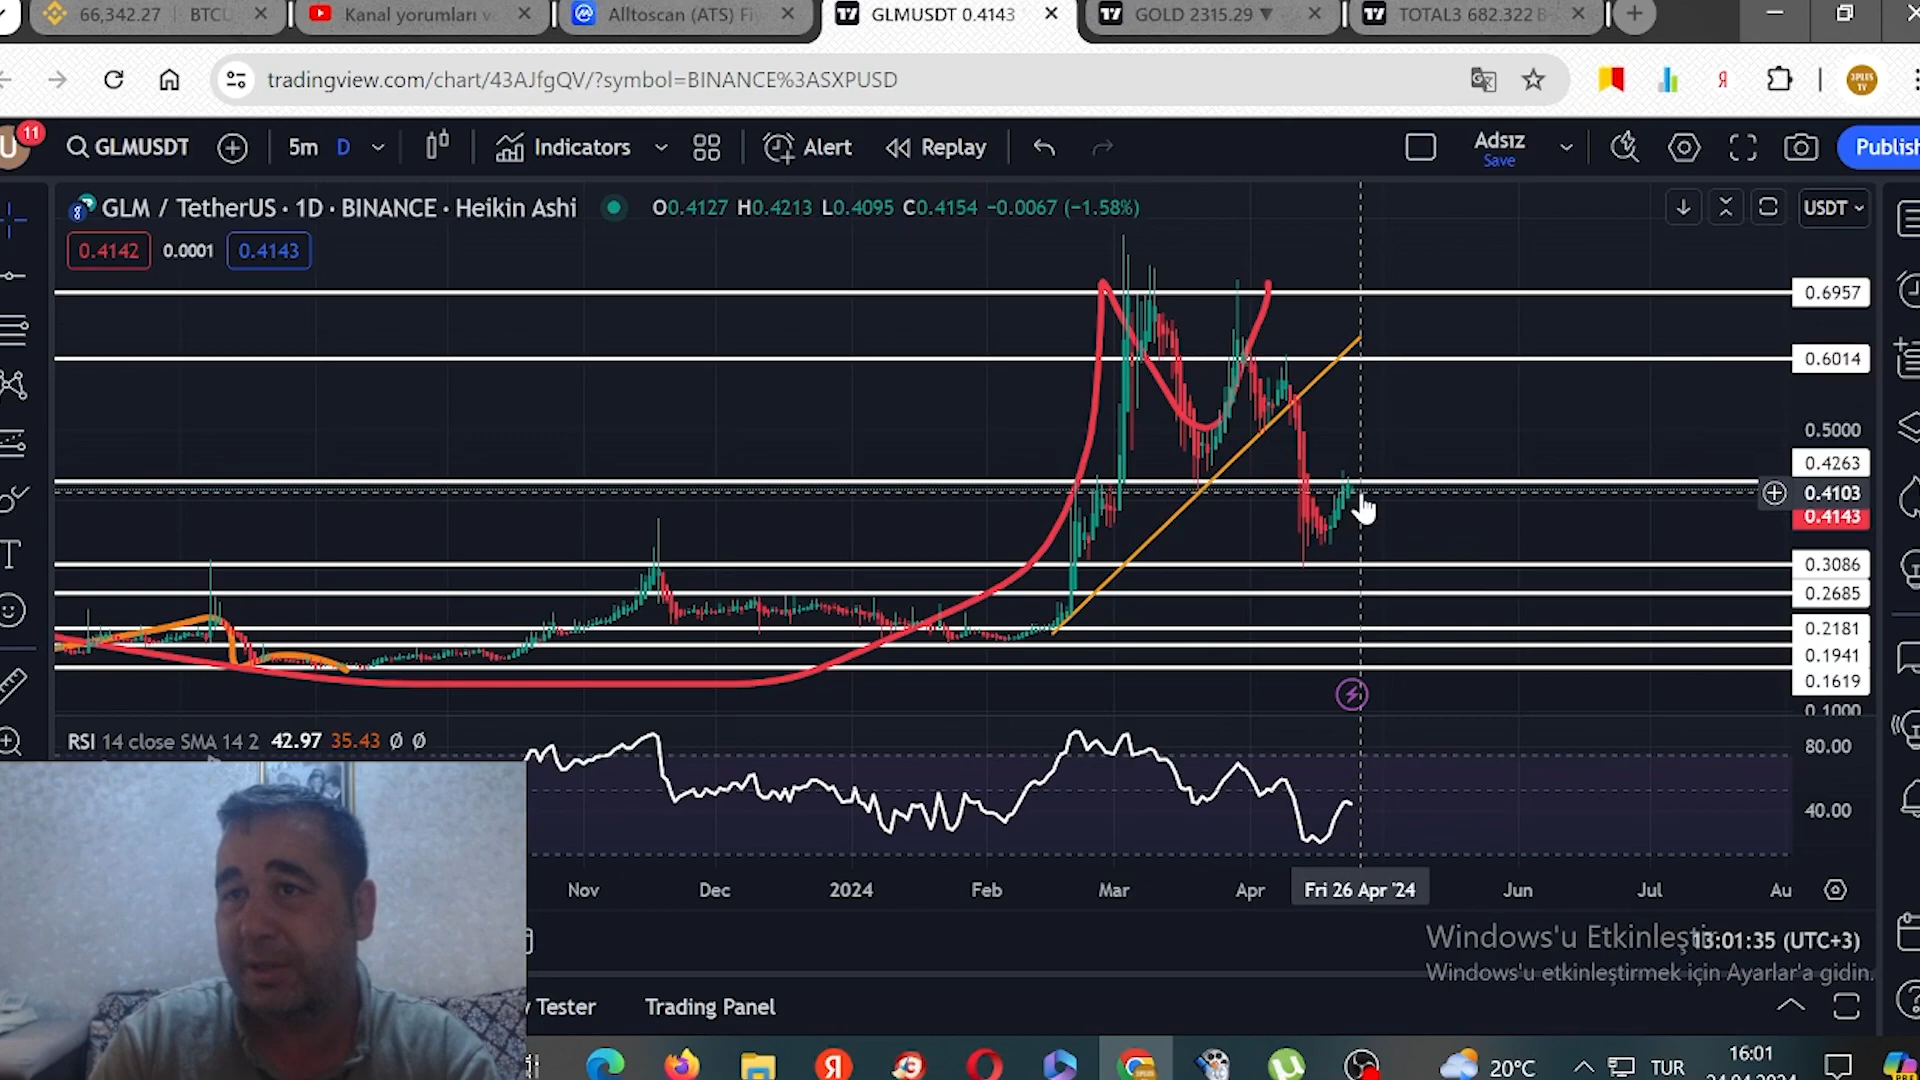 66,342.27 | BTCU
Kanal yorumları v
Alltoscan (ATS) Fiy
GLMUSDT 0.4143
GOLD 2315.29 ▼
TOTAL3 682.322 B
tradingview.com/chart/43AJfgQV/?symbol=BINANCE%3ASXPUSD
U
11
GLMUSDT
5m
D
Indicators
Alert
Replay
Adsız
Save
Publish
GLM / TetherUS · 1D · BINANCE · Heikin Ashi
O0.4127 H0.4213 L0.4095 C0.4154 −0.0067 (−1.58%)
USDT
0.4142
0.0001
0.4143
0.6957
0.6014
0.5000
0.4263
0.4103
0.4143
0.3086
0.2685
0.2181
0.1941
0.1619
0.1000
RSI 14 close SMA 14 2 42.97 35.43 Ø Ø
80.00
40.00
Nov
Dec
2024
Feb
Mar
Apr
Fri 26 Apr '24
Jun
Jul
Au
Windows'u Etkinleştir
13:01:35 (UTC+3)
Windows'u etkinleştirmek için Ayarlar'a gidin.
Tester
Trading Panel
20°C
TUR
16:01
24.04.2024